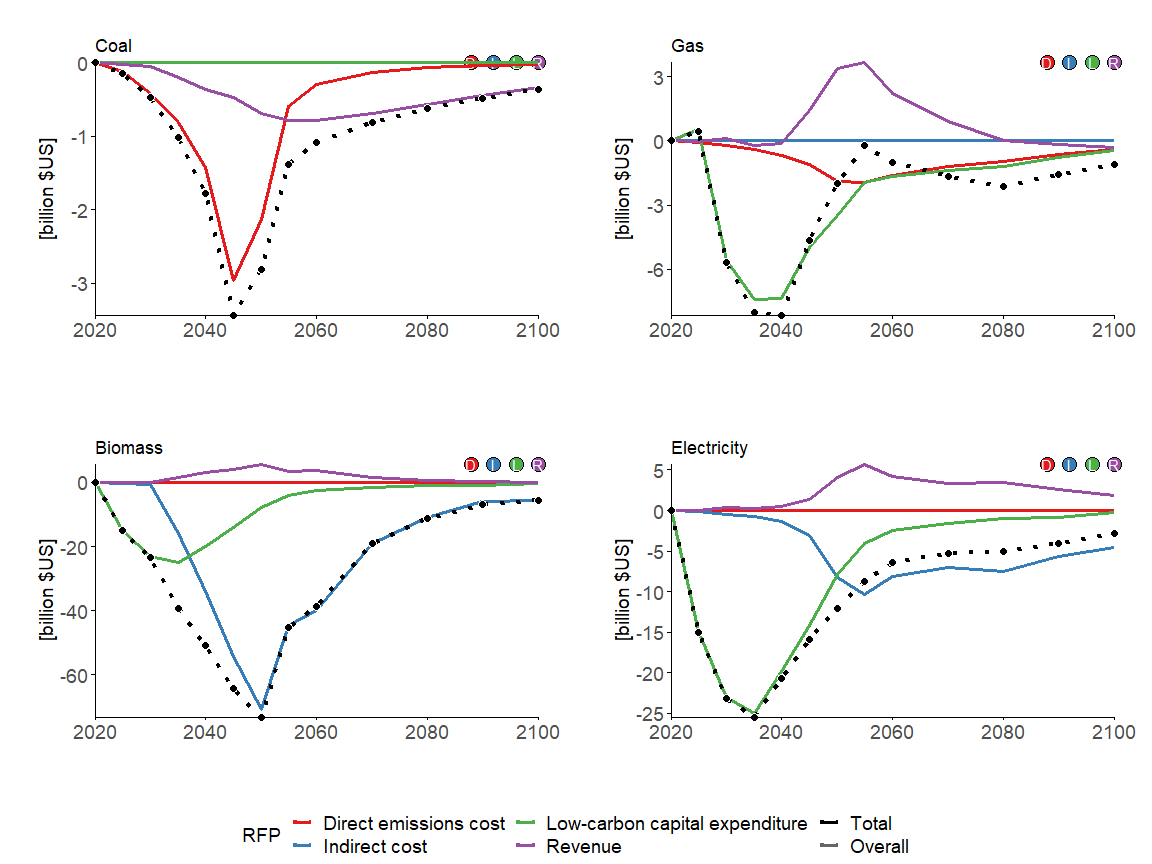 Coal
Gas
D I L R
D I L R
[billion $US]
0
-1
-2
-3
2020 2040 2060 2080 2100
[billion $US]
3
0
-3
-6
2020 2040 2060 2080 2100
Biomass
Electricity
D I L R
D I L R
[billion $US]
0
-20
-40
-60
2020 2040 2060 2080 2100
[billion $US]
5
0
-5
-10
-15
-20
-25
2020 2040 2060 2080 2100
RFP
Direct emissions cost Low-carbon capital expenditure Total
Indirect cost Revenue Overall